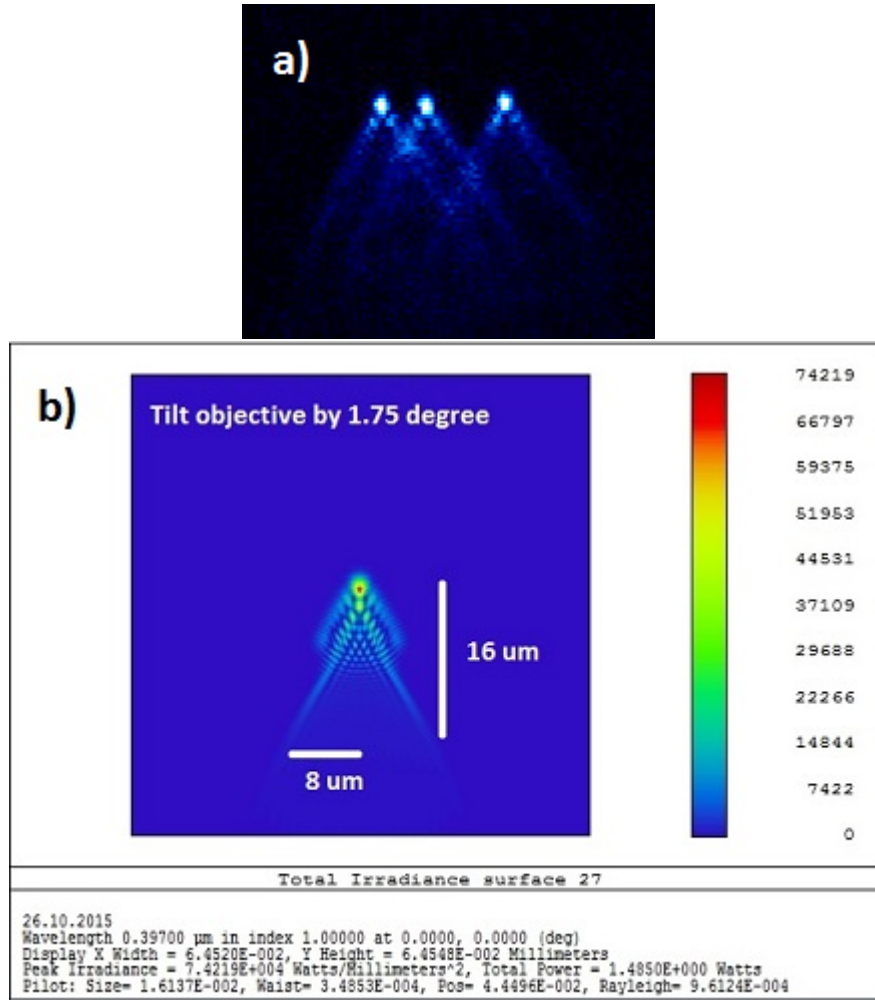 a)
b)
Tilt objective by 1.75 degree
16 um
8 um
74219
66797
59375
51953
44531
37109
29688
22266
14844
7422
0
Total Irradiance surface 27
26.10.2015
Wavelength 0.39700 µm in index 1.00000 at 0.0000, 0.0000 (deg)
Display X Width = 6.4520E-002, Y Height = 6.4548E-002 Millimeters
Peak Irradiance = 7.4219E+004 Watts/Millimeters^2, Total Power = 1.4850E+000 Watts
Pilot: Size= 1.6137E-002, Waist= 3.4853E-004, Pos= 4.4496E-002, Rayleigh= 9.6124E-004